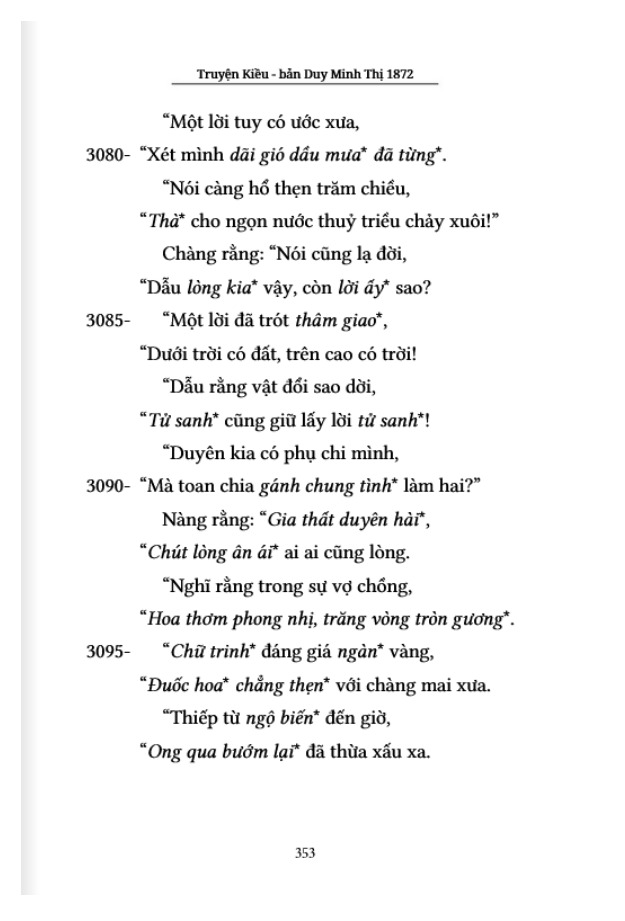 Truyện Kiều - bản Duy Minh Thị 1872
“Một lời tuy có ước xưa,
3080- “Xét mình dãi gió dầu mưa* đã từng*.
“Nói càng hổ thẹn trăm chiều,
“Thà* cho ngọn nước thuỷ triều chảy xuôi!”
Chàng rằng: “Nói cũng lạ đời,
“Dẫu lòng kia* vậy, còn lời ấy* sao?
3085- “Một lời đã trót thâm giao*,
“Dưới trời có đất, trên cao có trời!
“Dẫu rằng vật đổi sao dời,
“Tử sanh* cũng giữ lấy lời tử sanh*!
“Duyên kia có phụ chi mình,
3090- “Mà toan chia gánh chung tình* làm hai?”
Nàng rằng: “Gia thất duyên hài*,
“Chút lòng ân ái* ai ai cũng lòng.
“Nghĩ rằng trong sự vợ chồng,
“Hoa thơm phong nhị, trăng vòng tròn gương*.
3095- “Chữ trinh* đáng giá ngàn* vàng,
“Đuốc hoa* chẳng thẹn* với chàng mai xưa.
“Thiếp từ ngộ biến* đến giờ,
“Ong qua bướm lại* đã thừa xấu xa.
353